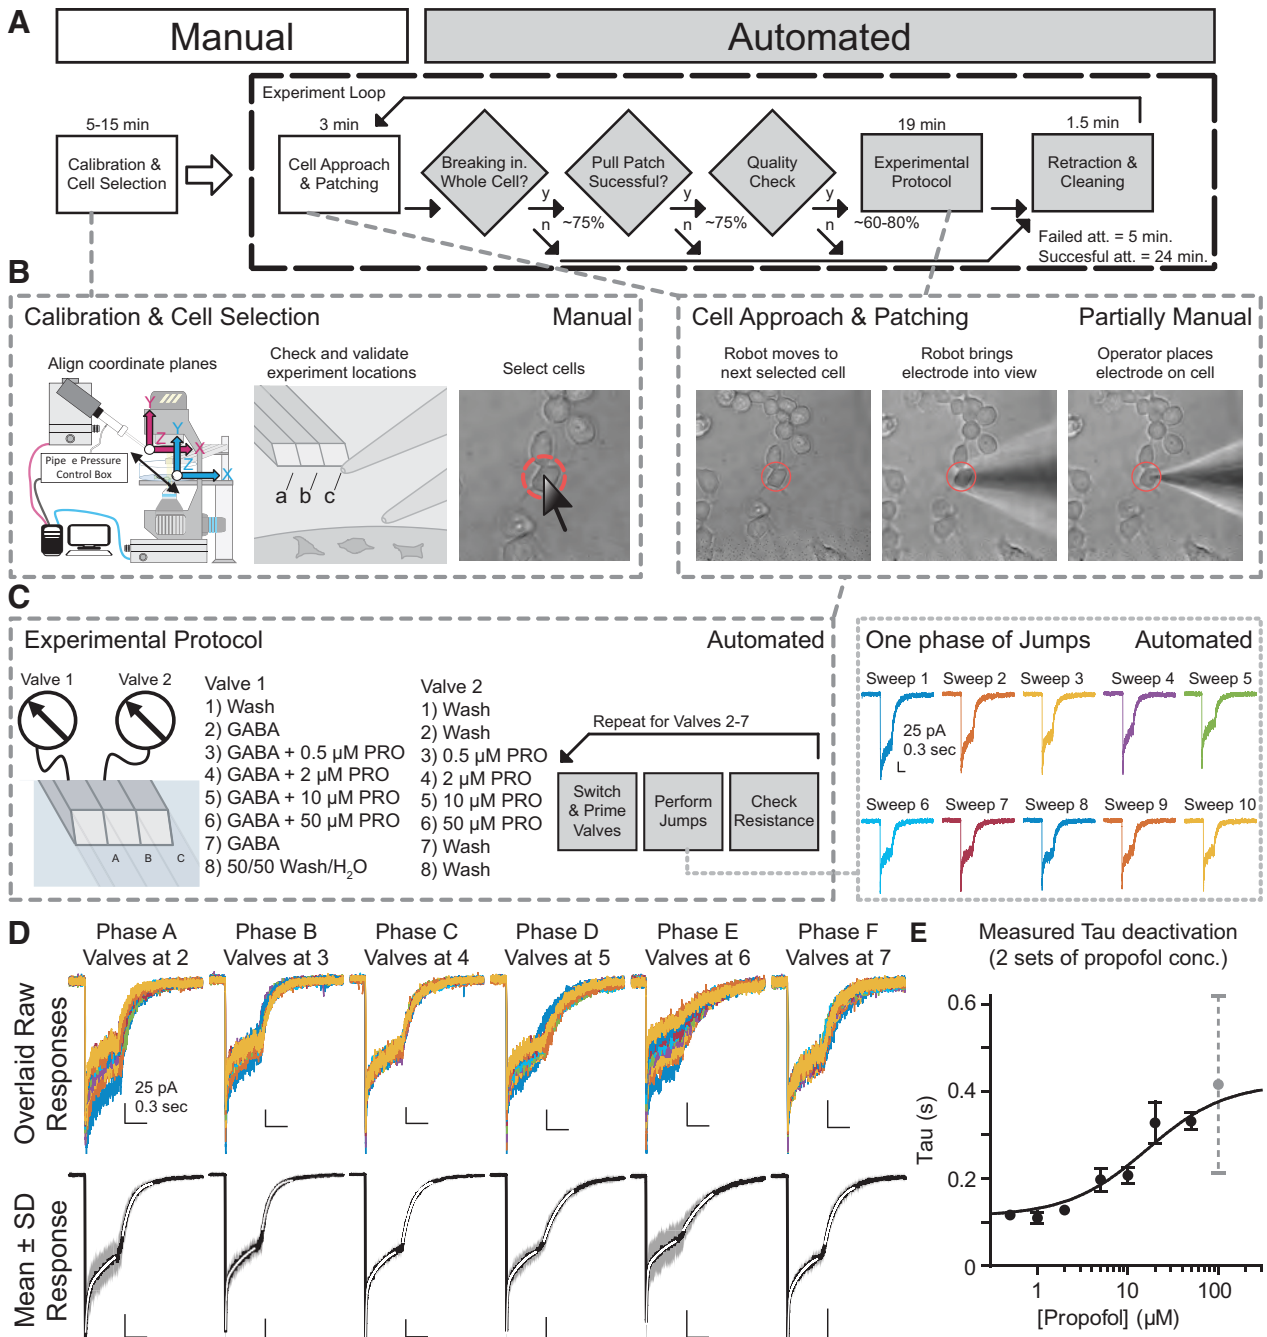 A
Manual
Automated
Experiment Loop
5-15 min
Calibration &
Cell Selection
3 min
Cell Approach
& Patching
Breaking in.
Whole Cell?
y
n
~75%
Pull Patch
Sucessful?
y
n
~75%
Quality
Check
y
n
~60-80%
19 min
Experimental
Protocol
1.5 min
Retraction &
Cleaning
Failed att. = 5 min.
Succesful att. = 24 min.
B
Calibration & Cell Selection
Manual
Align coordinate planes
Y
Z
X
Y
Z
X
Pipe e Pressure
Control Box
Check and validate
experiment locations
a b c
Select cells
Cell Approach & Patching
Partially Manual
Robot moves to
next selected cell
Robot brings
electrode into view
Operator places
electrode on cell
C
Experimental Protocol
Automated
Valve 1
Valve 2
A B C
Valve 1
1) Wash
2) GABA
3) GABA + 0.5 µM PRO
4) GABA + 2 µM PRO
5) GABA + 10 µM PRO
6) GABA + 50 µM PRO
7) GABA
8) 50/50 Wash/H₂O
Valve 2
1) Wash
2) Wash
3) 0.5 µM PRO
4) 2 µM PRO
5) 10 µM PRO
6) 50 µM PRO
7) Wash
8) Wash
Repeat for Valves 2-7
Switch
& Prime
Valves
Perform
Jumps
Check
Resistance
One phase of Jumps
Automated
Sweep 1
Sweep 2
Sweep 3
Sweep 4
Sweep 5
25 pA
0.3 sec
Sweep 6
Sweep 7
Sweep 8
Sweep 9
Sweep 10
D
Phase A
Valves at 2
Phase B
Valves at 3
Phase C
Valves at 4
Phase D
Valves at 5
Phase E
Valves at 6
Phase F
Valves at 7
Overlaid Raw
Responses
25 pA
0.3 sec
Mean ± SD
Response
E
Measured Tau deactivation
(2 sets of propofol conc.)
Tau (s)
0.6
0.4
0.2
0
1
10
100
[Propofol] (µM)